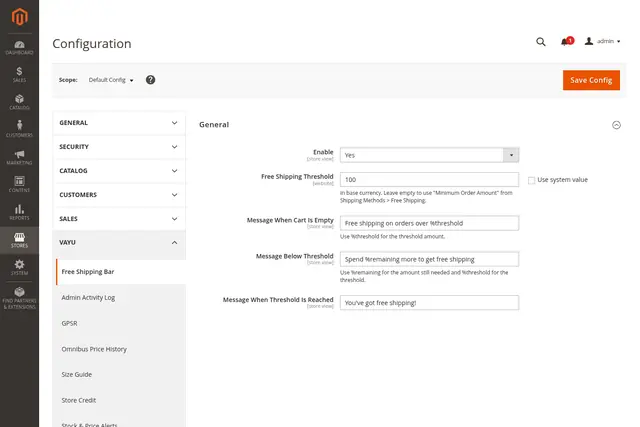 Configuration
1
admin
DASHBOARD
SALES
CATALOG
CUSTOMERS
MARKETING
CONTENT
REPORTS
STORES
SYSTEM
FIND PARTNERS
& EXTENSIONS
Scope:
Default Config
?
Save Config
GENERAL
SECURITY
CATALOG
CUSTOMERS
SALES
VAYU
Free Shipping Bar
Admin Activity Log
GPSR
Omnibus Price History
Size Guide
Store Credit
Stock & Price Alerts
General
Enable
[store view]
Yes
Free Shipping Threshold
[website]
100
Use system value
In base currency. Leave empty to use "Minimum Order Amount" from
Shipping Methods > Free Shipping.
Message When Cart Is Empty
[store view]
Free shipping on orders over %threshold
Use %threshold for the threshold amount.
Message Below Threshold
[store view]
Spend %remaining more to get free shipping
Use %remaining for the amount still needed and %threshold for the
threshold.
Message When Threshold Is Reached
[store view]
You've got free shipping!